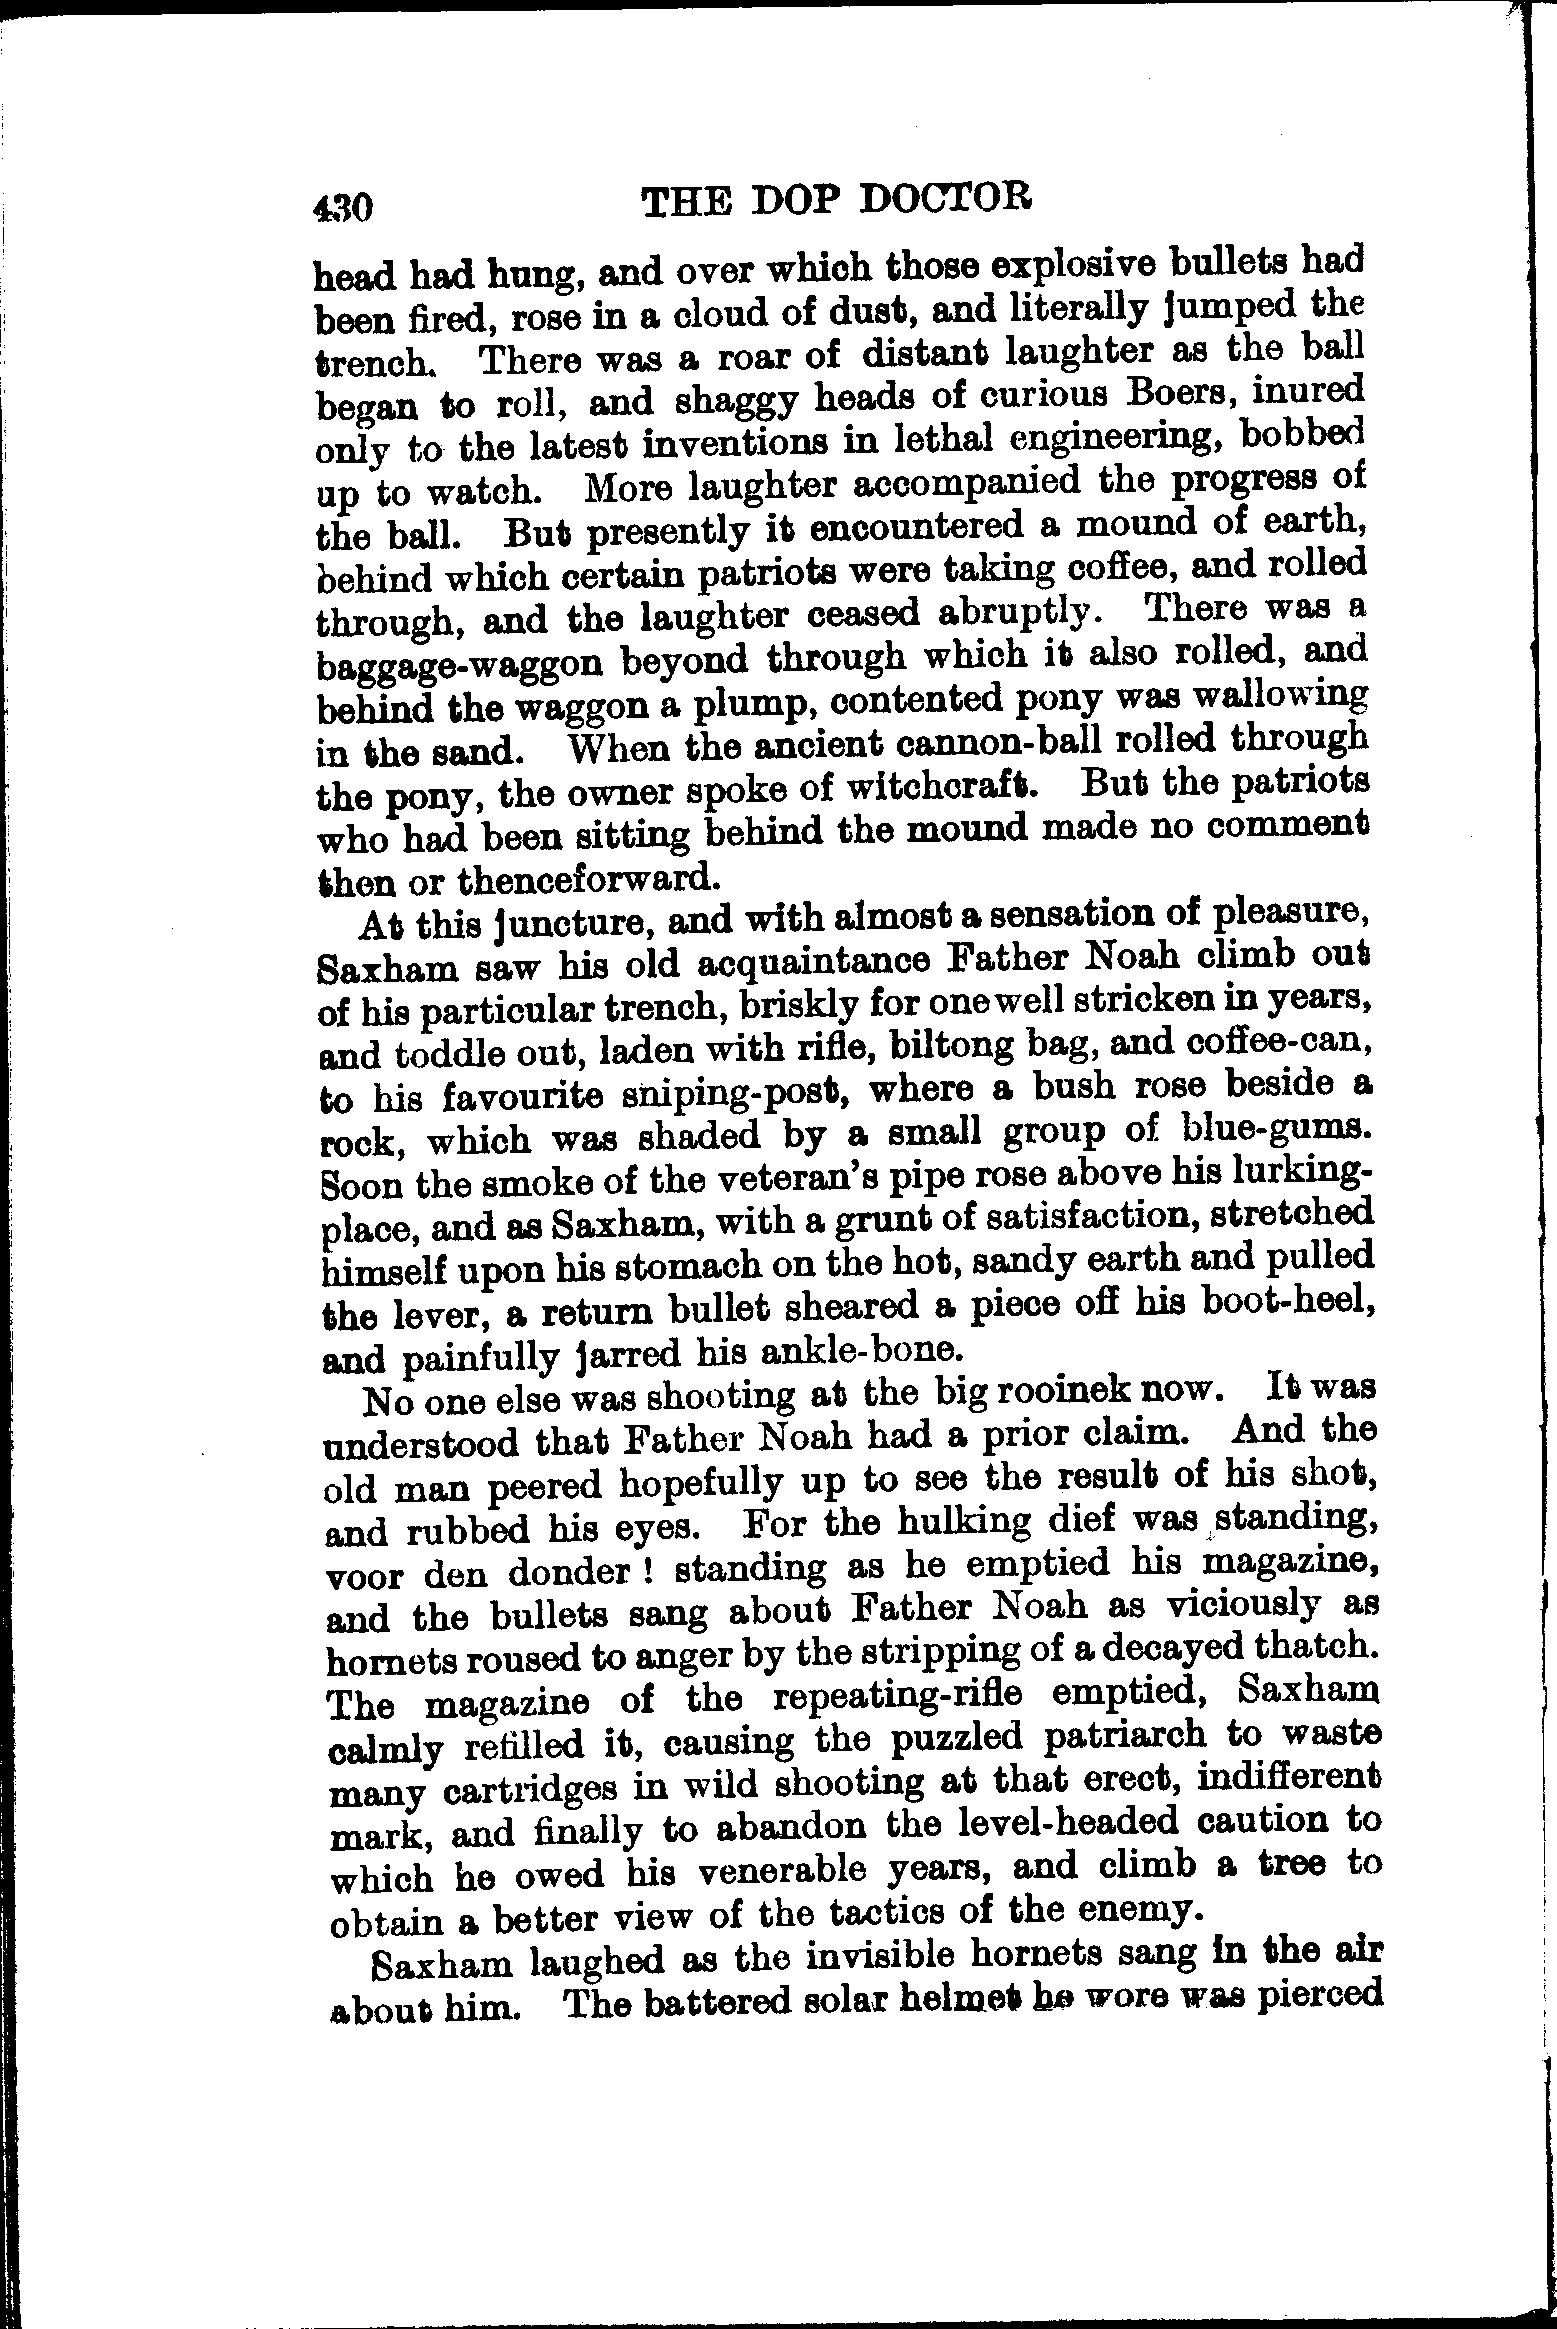 430 THE DOP DOCTOR
head had hung, and over which those explosive bullets had
been fired, rose in a cloud of dust, and literally jumped the
trench. There was a roar of distant laughter as the ball
began to roll, and shaggy heads of curious Boers, inured
only to the latest inventions in lethal engineering, bobbed
up to watch. More laughter accompanied the progress of
the ball. But presently it encountered a mound of earth,
behind which certain patriots were taking coffee, and rolled
through, and the laughter ceased abruptly. There was a
baggage-waggon beyond through which it also rolled, and
behind the waggon a plump, contented pony was wallowing
in the sand. When the ancient cannon-ball rolled through
the pony, the owner spoke of witchcraft. But the patriots
who had been sitting behind the mound made no comment
then or thenceforward.
At this juncture, and with almost a sensation of pleasure,
Saxham saw his old acquaintance Father Noah climb out
of his particular trench, briskly for one well stricken in years,
and toddle out, laden with rifle, biltong bag, and coffee-can,
to his favourite sniping-post, where a bush rose beside a
rock, which was shaded by a small group of blue-gums.
Soon the smoke of the veteran's pipe rose above his lurking-
place, and as Saxham, with a grunt of satisfaction, stretched
himself upon his stomach on the hot, sandy earth and pulled
the lever, a return bullet sheared a piece off his boot-heel,
and painfully jarred his ankle-bone.
No one else was shooting at the big rooinek now. It was
understood that Father Noah had a prior claim. And the
old man peered hopefully up to see the result of his shot,
and rubbed his eyes. For the hulking dief was standing,
voor den donder ! standing as he emptied his magazine,
and the bullets sang about Father Noah as viciously as
hornets roused to anger by the stripping of a decayed thatch.
The magazine of the repeating-rifle emptied, Saxham
calmly refilled it, causing the puzzled patriarch to waste
many cartridges in wild shooting at that erect, indifferent
mark, and finally to abandon the level-headed caution to
which he owed his venerable years, and climb a tree to
obtain a better view of the tactics of the enemy.
Saxham laughed as the invisible hornets sang in the air
about him. The battered solar helmet he wore was pierced